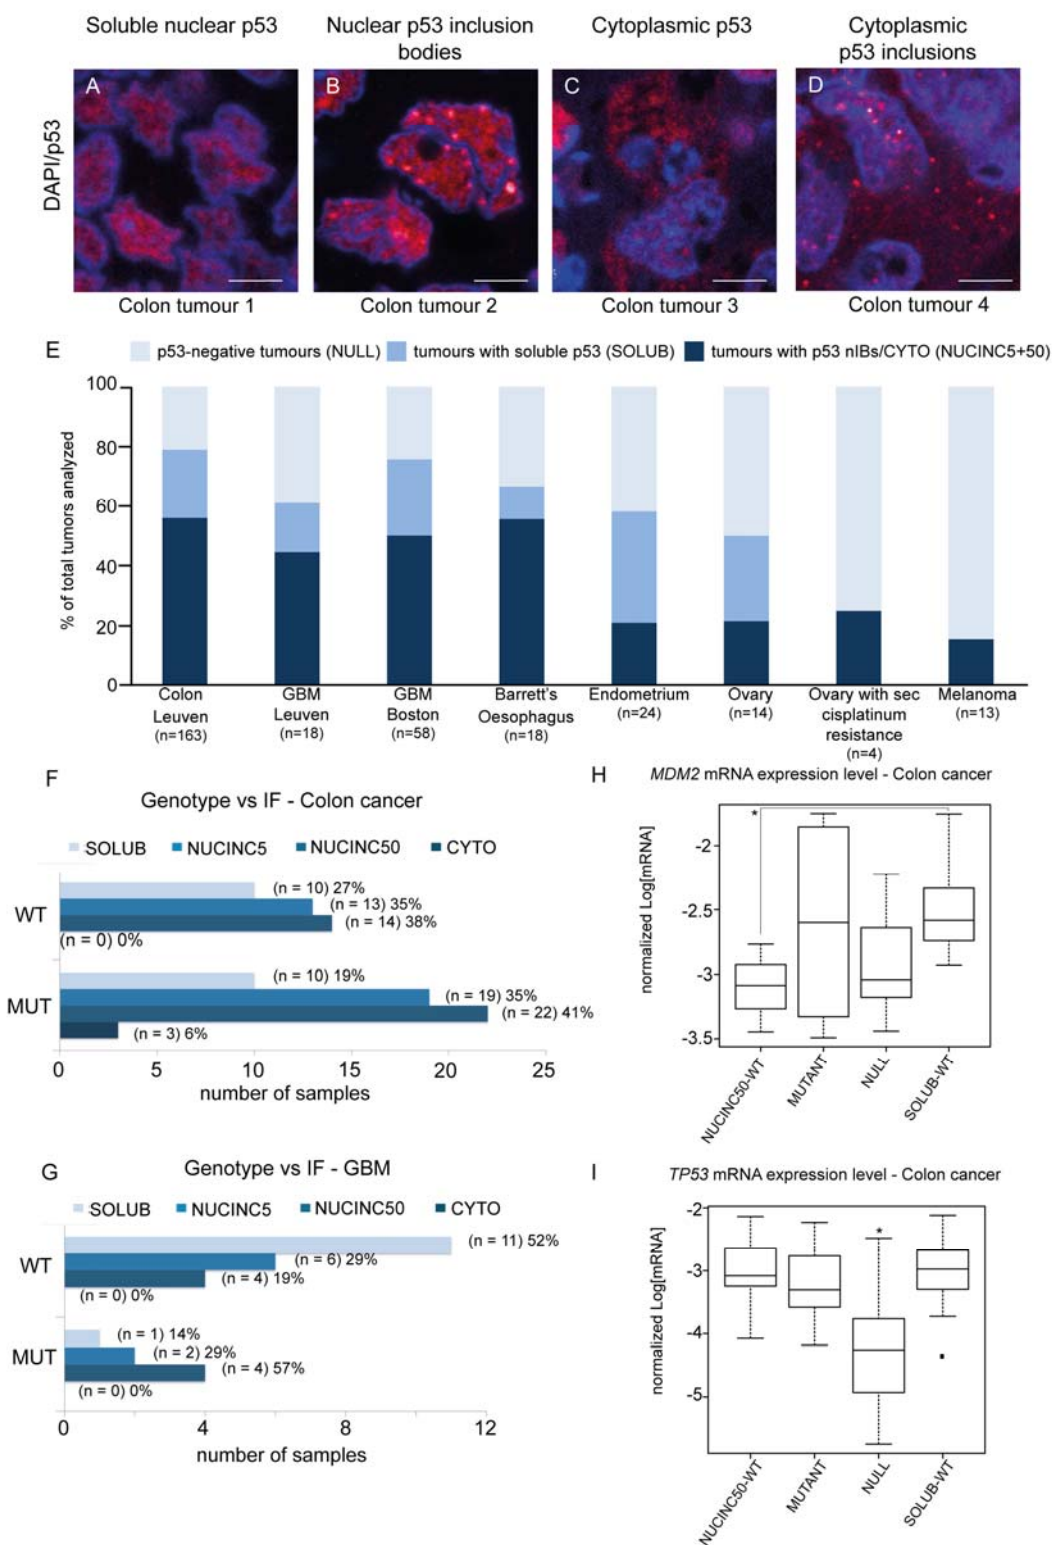 Soluble nuclear p53
Nuclear p53 inclusion
bodies
Cytoplasmic p53
Cytoplasmic
p53 inclusions
DAPI/p53
A
B
C
D
Colon tumour 1
Colon tumour 2
Colon tumour 3
Colon tumour 4
E
p53-negative tumours (NULL)
tumours with soluble p53 (SOLUB)
tumours with p53 nIBs/CYTO (NUCINC5+50)
% of total tumors analyzed
100
80
60
40
20
0
Colon
Leuven
(n=163)
GBM
Leuven
(n=18)
GBM
Boston
(n=58)
Barrett's
Oesophagus
(n=18)
Endometrium
(n=24)
Ovary
(n=14)
Ovary with sec
cisplatinum
resistance
(n=4)
Melanoma
(n=13)
F
Genotype vs IF - Colon cancer
SOLUB
NUCINC5
NUCINC50
CYTO
WT
(n = 10) 27%
(n = 13) 35%
(n = 14) 38%
(n = 0) 0%
MUT
(n = 10) 19%
(n = 19) 35%
(n = 22) 41%
(n = 3) 6%
0 5 10 15 20 25
number of samples
G
Genotype vs IF - GBM
SOLUB
NUCINC5
NUCINC50
CYTO
WT
(n = 11) 52%
(n = 6) 29%
(n = 4) 19%
(n = 0) 0%
MUT
(n = 1) 14%
(n = 2) 29%
(n = 4) 57%
(n = 0) 0%
0 4 8 12
number of samples
H
MDM2 mRNA expression level - Colon cancer
normalized Log[mRNA]
*
-2
-2.5
-3
-3.5
NUCINC50-WT
MUTANT
NULL
SOLUB-WT
I
TP53 mRNA expression level - Colon cancer
normalized Log[mRNA]
*
-2
-3
-4
-5
NUCINC50-WT
MUTANT
NULL
SOLUB-WT